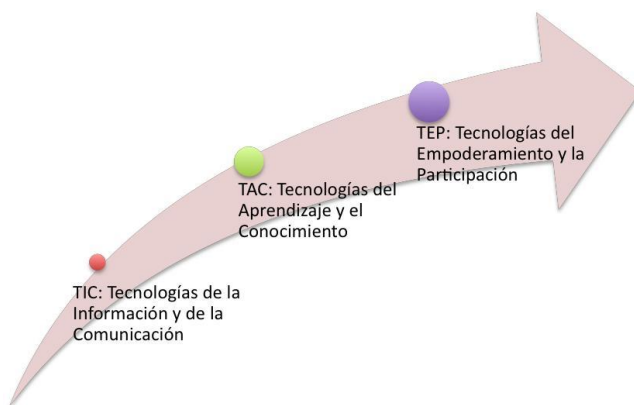 TEP: Tecnologías del
Empoderamiento y la
Participación
TAC: Tecnologías del
Aprendizaje y el
Conocimiento
TIC: Tecnologías de la
Información y de la
Comunicación